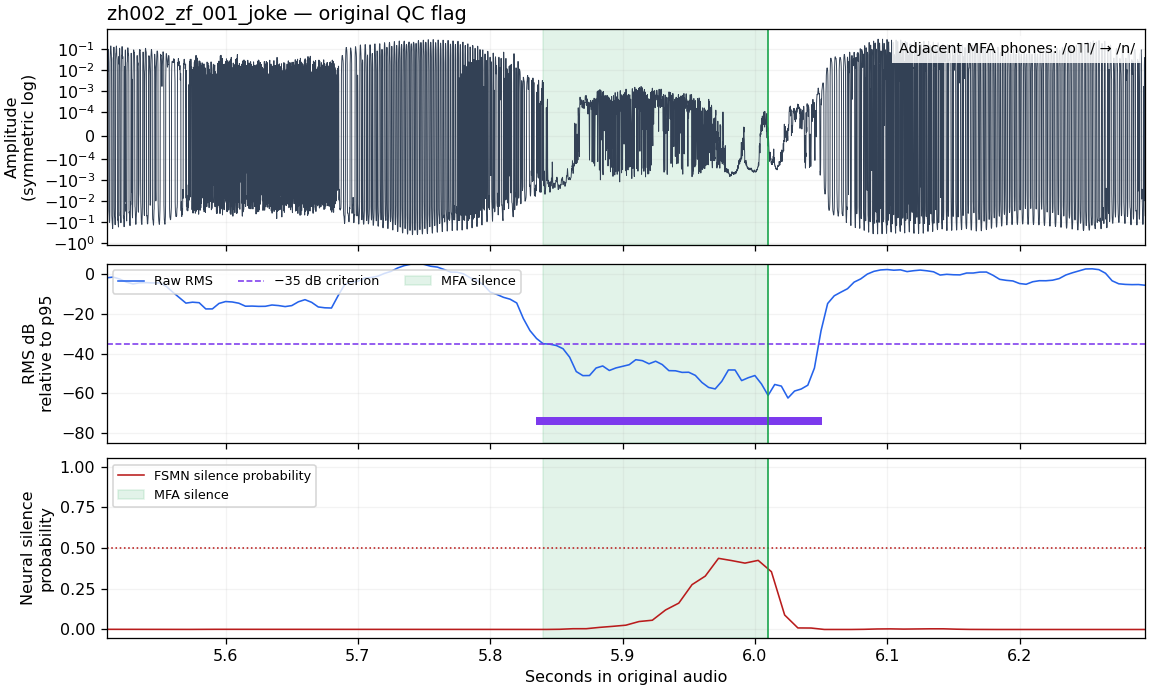 zh002_zf_001_joke — original QC flag
Adjacent MFA phones: /o˥˥/ → /n/
Amplitude
(symmetric log)
10⁻¹
10⁻²
10⁻³
10⁻⁴
0
−10⁻⁴
−10⁻³
−10⁻²
−10⁻¹
−10⁰
Raw RMS
−35 dB criterion
MFA silence
RMS dB
relative to p95
0
−20
−40
−60
−80
FSMN silence probability
MFA silence
Neural silence
probability
1.00
0.75
0.50
0.25
0.00
5.6 5.7 5.8 5.9 6.0 6.1 6.2
Seconds in original audio